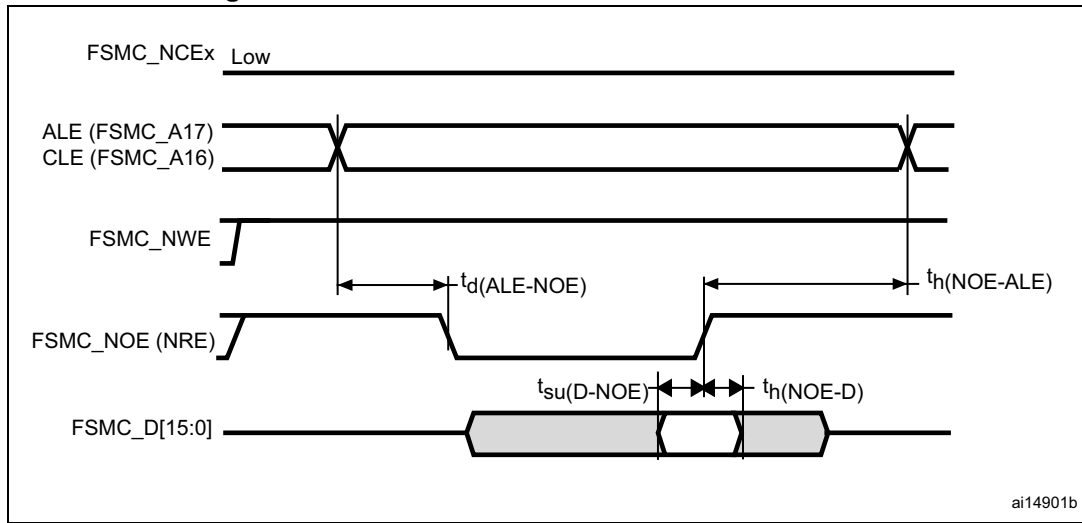 FSMC_NCEx Low
ALE (FSMC_A17)
CLE (FSMC_A16)
FSMC_NWE
td(ALE-NOE)
th(NOE-ALE)
FSMC_NOE (NRE)
tsu(D-NOE)
th(NOE-D)
FSMC_D[15:0]
ai14901b